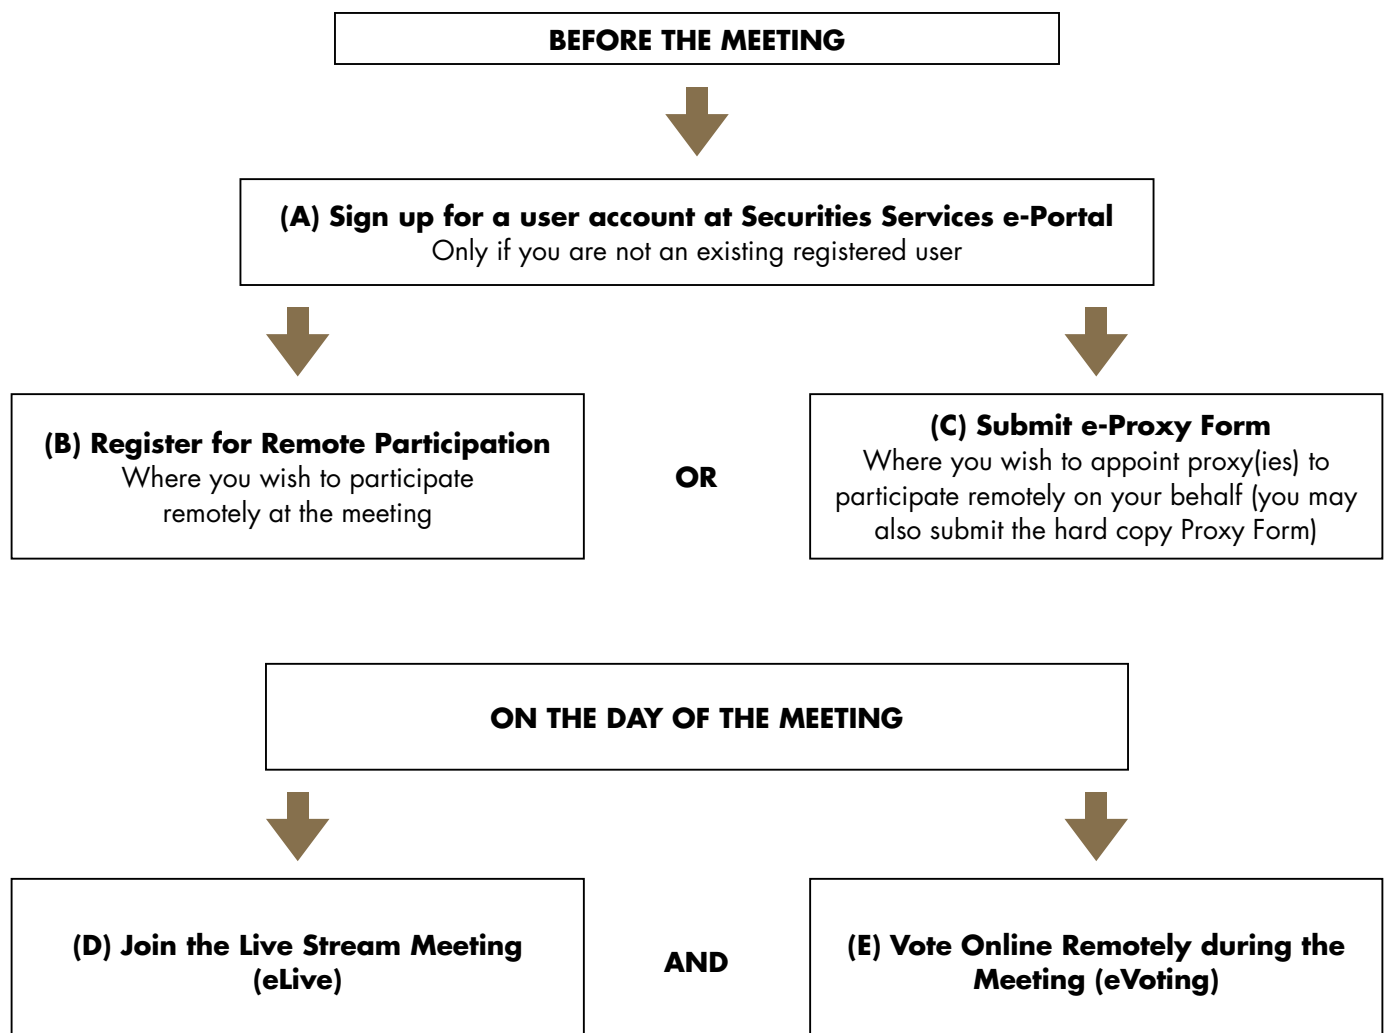 BEFORE THE MEETING
(A) Sign up for a user account at Securities Services e-Portal
Only if you are not an existing registered user
(B) Register for Remote Participation
Where you wish to participate
remotely at the meeting
OR
(C) Submit e-Proxy Form
Where you wish to appoint proxy(ies) to
participate remotely on your behalf (you may
also submit the hard copy Proxy Form)
ON THE DAY OF THE MEETING
(D) Join the Live Stream Meeting
(eLive)
AND
(E) Vote Online Remotely during the
Meeting (eVoting)